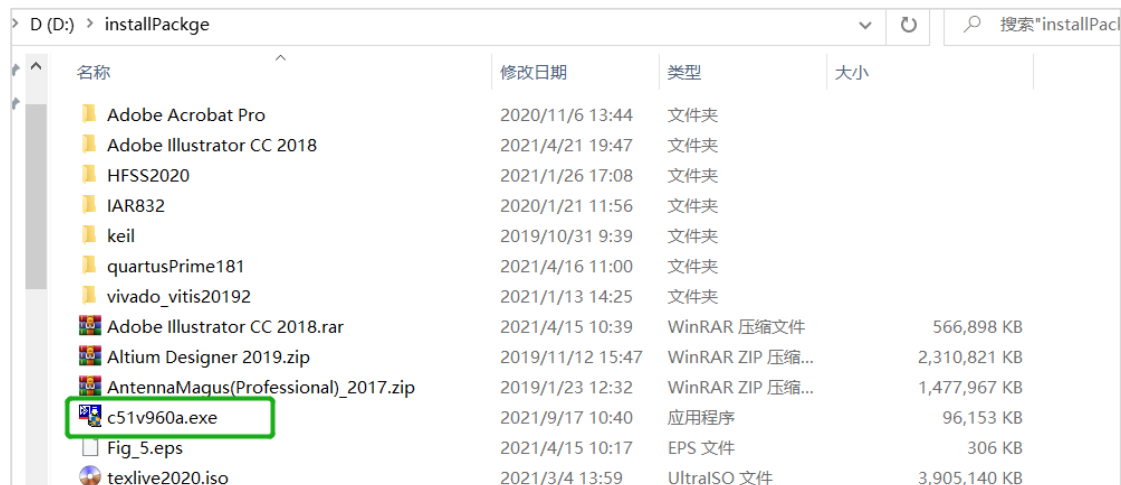 D (D:) installPackge 搜索"installPacl
名称 修改日期 类型 大小
Adobe Acrobat Pro 2020/11/6 13:44 文件夹
Adobe Illustrator CC 2018 2021/4/21 19:47 文件夹
HFSS2020 2021/1/26 17:08 文件夹
IAR832 2020/1/21 11:56 文件夹
keil 2019/10/31 9:39 文件夹
quartusPrime181 2021/4/16 11:00 文件夹
vivado_vitis20192 2021/1/13 14:25 文件夹
Adobe Illustrator CC 2018.rar 2021/4/15 10:39 WinRAR 压缩文件 566,898 KB
Altium Designer 2019.zip 2019/11/12 15:47 WinRAR ZIP 压缩... 2,310,821 KB
AntennaMagus(Professional)_2017.zip 2019/1/23 12:32 WinRAR ZIP 压缩... 1,477,967 KB
c51v960a.exe 2021/9/17 10:40 应用程序 96,153 KB
Fig_5.eps 2021/4/15 10:17 EPS 文件 306 KB
texlive2020.iso 2021/3/4 13:59 UltraISO 文件 3,905,140 KB